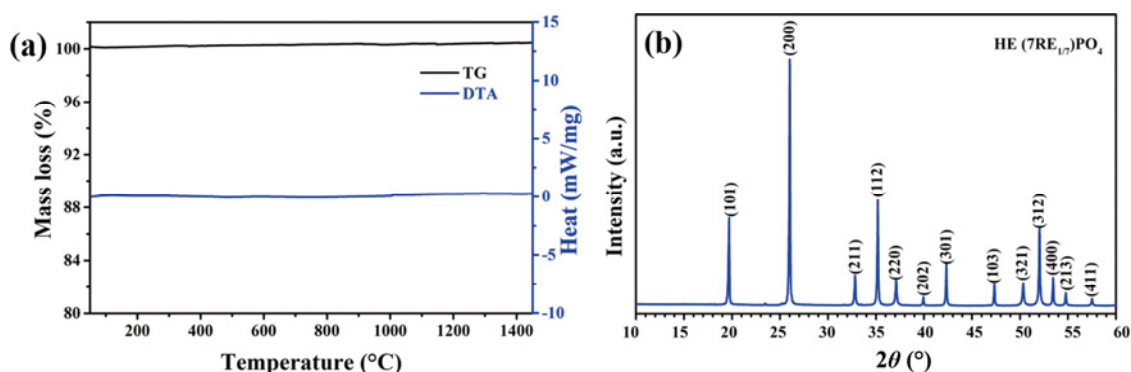 (a)
100
96
92
88
84
80
Mass loss (%)
TG
DTA
15
10
5
0
-5
-10
Heat (mW/mg)
200 400 600 800 1000 1200 1400
Temperature (°C)
(b)
HE (7RE1/7)PO4
Intensity (a.u.)
(101)
(200)
(211)
(112)
(220)
(202)
(301)
(103)
(321)
(312)
(400)
(213)
(411)
10 15 20 25 30 35 40 45 50 55 60
2θ (°)